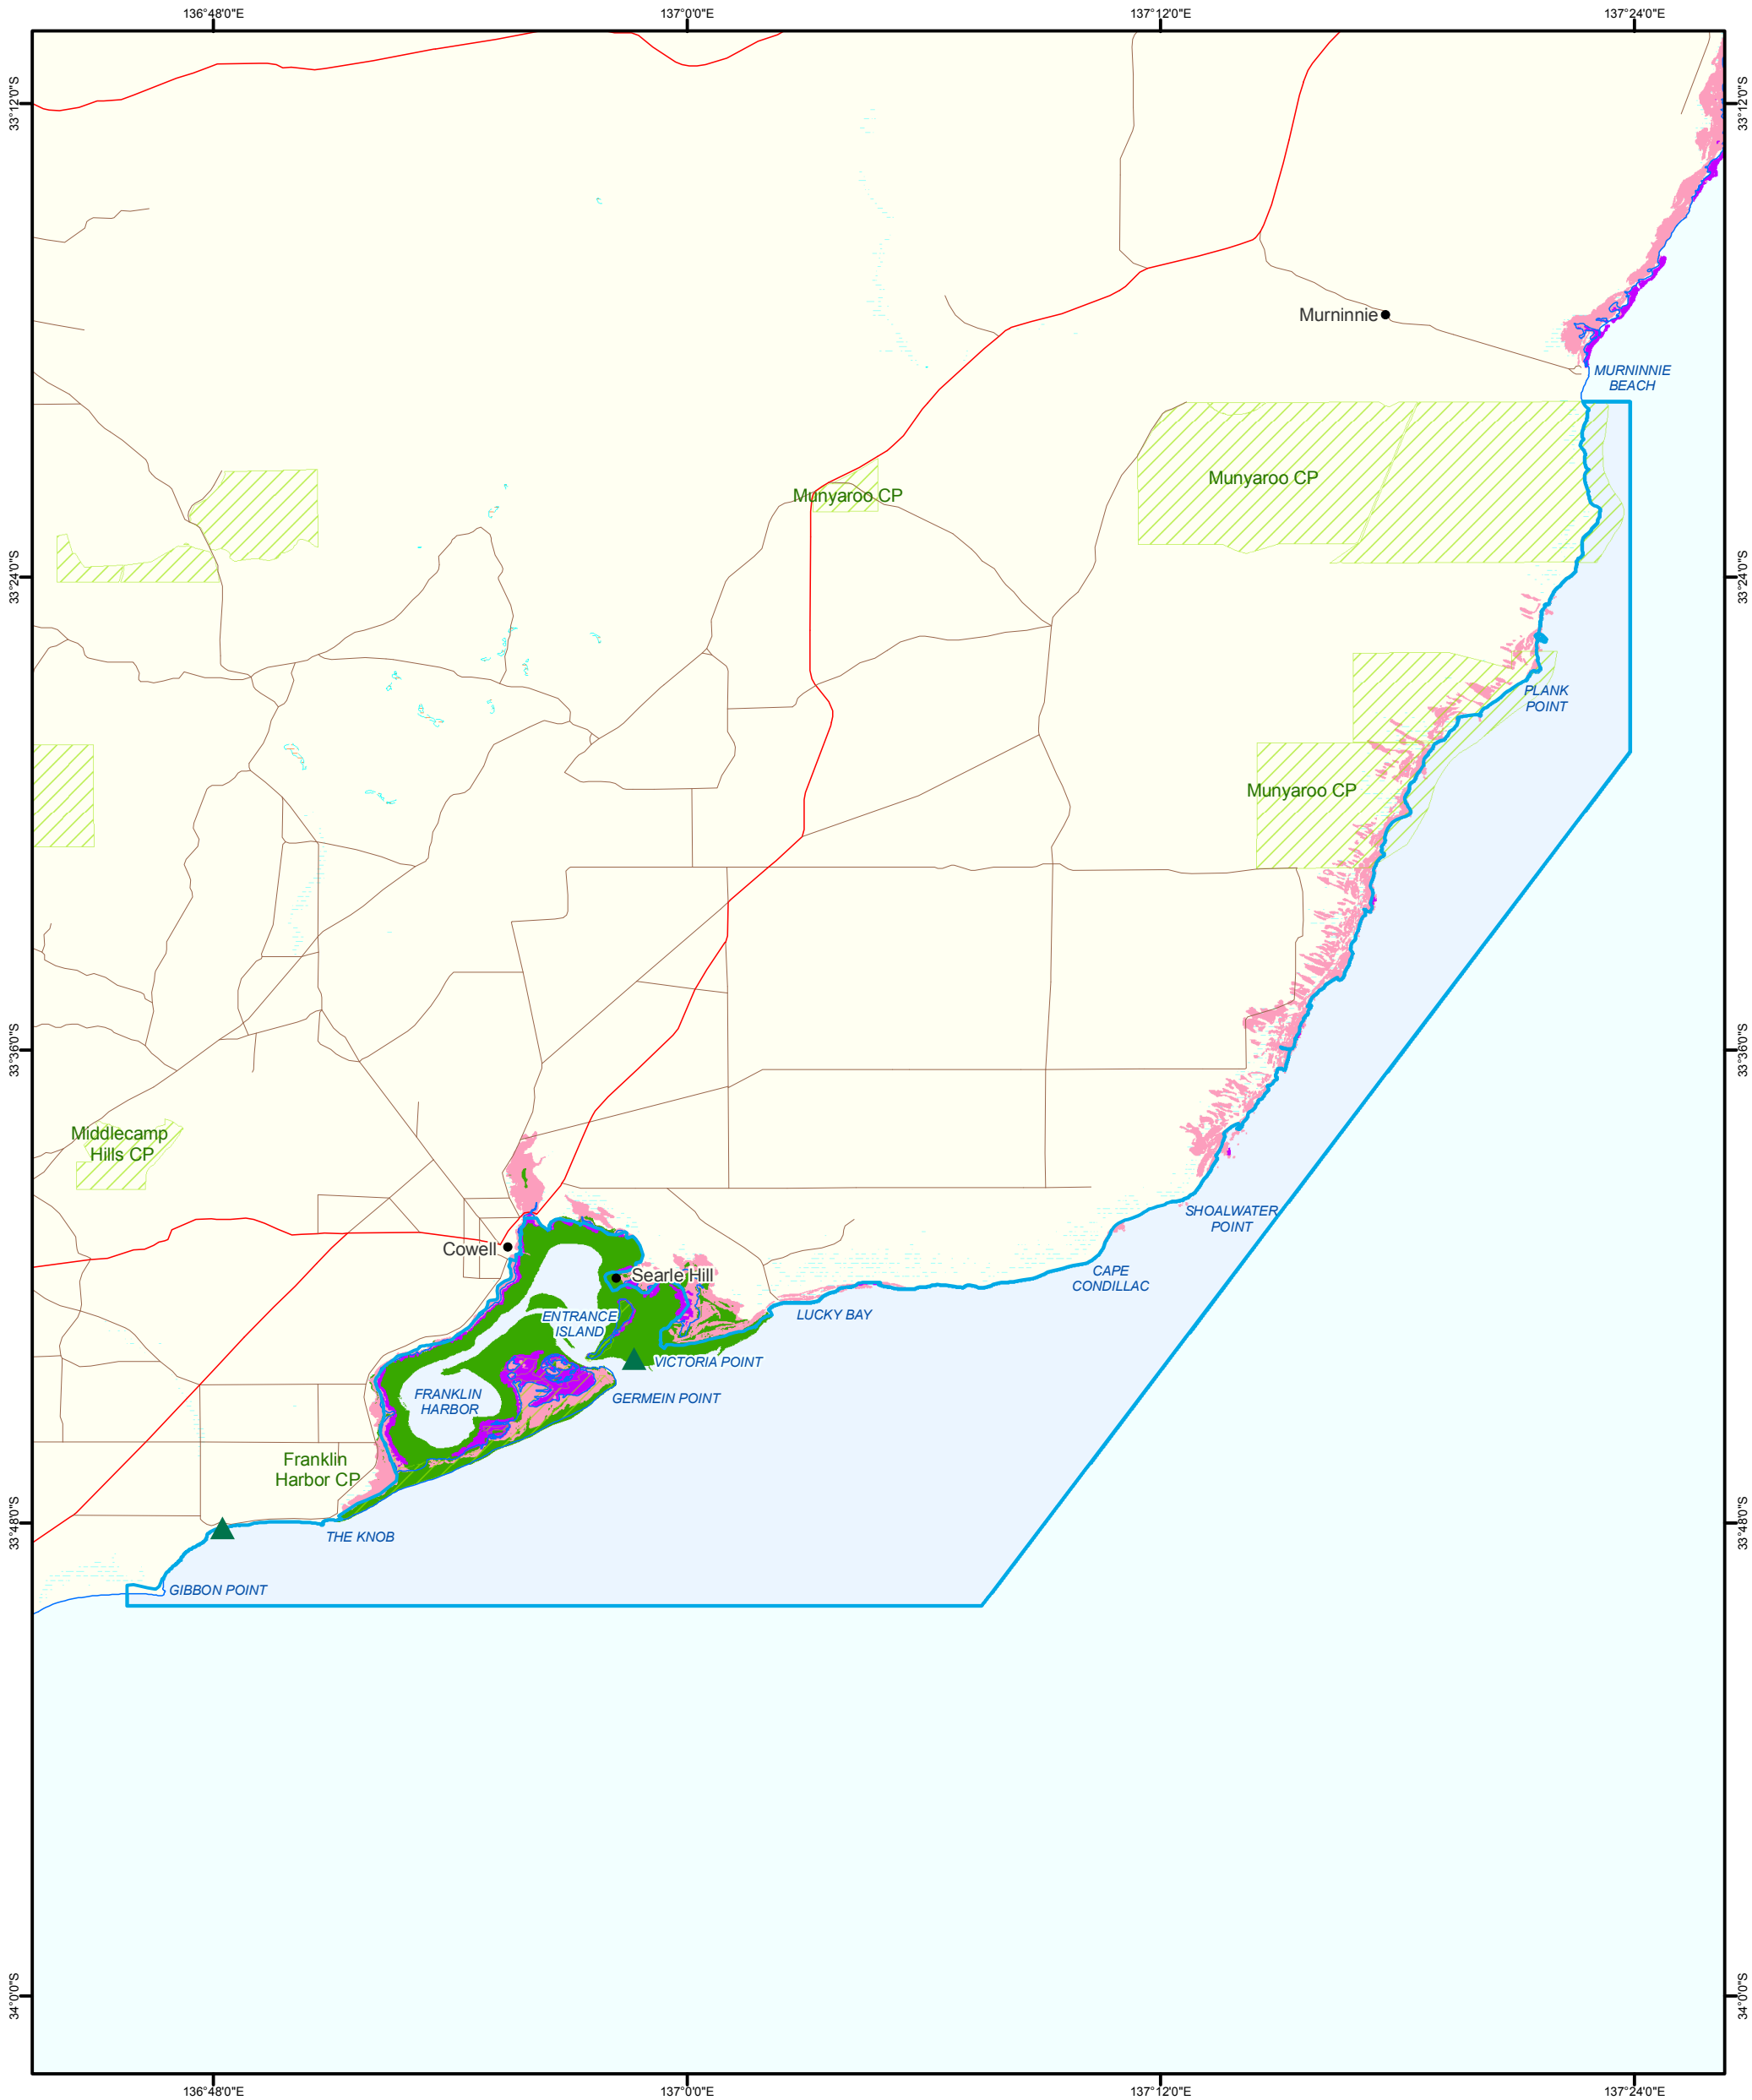 136°48'0"E
137°0'0"E
137°12'0"E
137°24'0"E
33°12'0"S
33°12'0"S
Murninnie
MURNINNIE
BEACH
Munyaroo CP
Munyaroo CP
33°24'0"S
33°24'0"S
PLANK
POINT
Munyaroo CP
33°36'0"S
33°36'0"S
Middlecamp
Hills CP
SHOALWATER
POINT
Cowell
Searle Hill
CAPE
CONDILLAC
ENTRANCE
ISLAND
LUCKY BAY
VICTORIA POINT
FRANKLIN
HARBOR
GERMEIN POINT
Franklin
Harbor CP
33°48'0"S
33°48'0"S
THE KNOB
GIBBON POINT
34°0'0"S
34°0'0"S
136°48'0"E
137°0'0"E
137°12'0"E
137°24'0"E